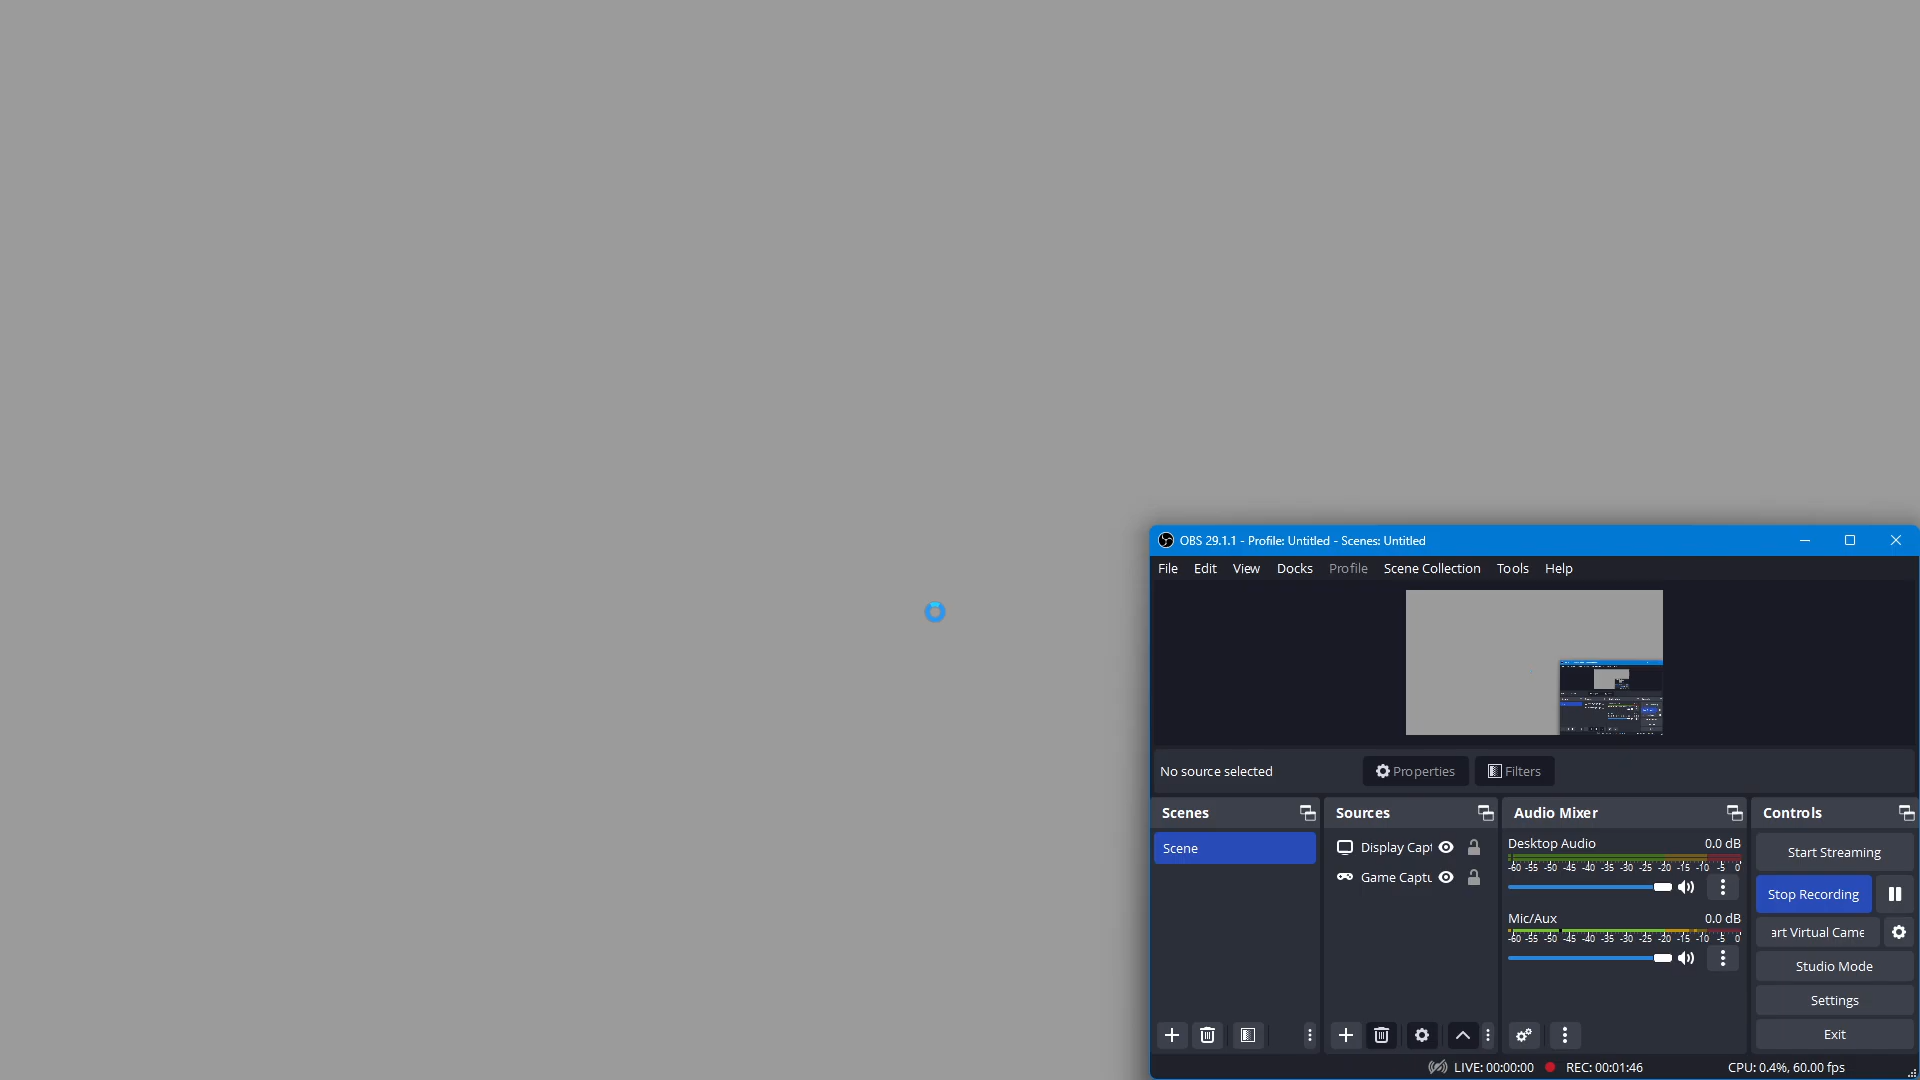 OBS 29.1.1 - Profile: Untitled - Scenes: Untitled
File Edit View Docks Profile Scene Collection Tools Help
No source selected
Properties
Filters
Scenes
Scene
Sources
Display Capt
Game Captu
Audio Mixer
Desktop Audio 0.0 dB
-60 -55 -50 -45 -40 -35 -30 -25 -20 -15 -10 -5 0
Mic/Aux 0.0 dB
-60 -55 -50 -45 -40 -35 -30 -25 -20 -15 -10 -5 0
Controls
Start Streaming
Stop Recording
art Virtual Came
Studio Mode
Settings
Exit
LIVE: 00:00:00 REC: 00:01:46 CPU: 0.4%, 60.00 fps